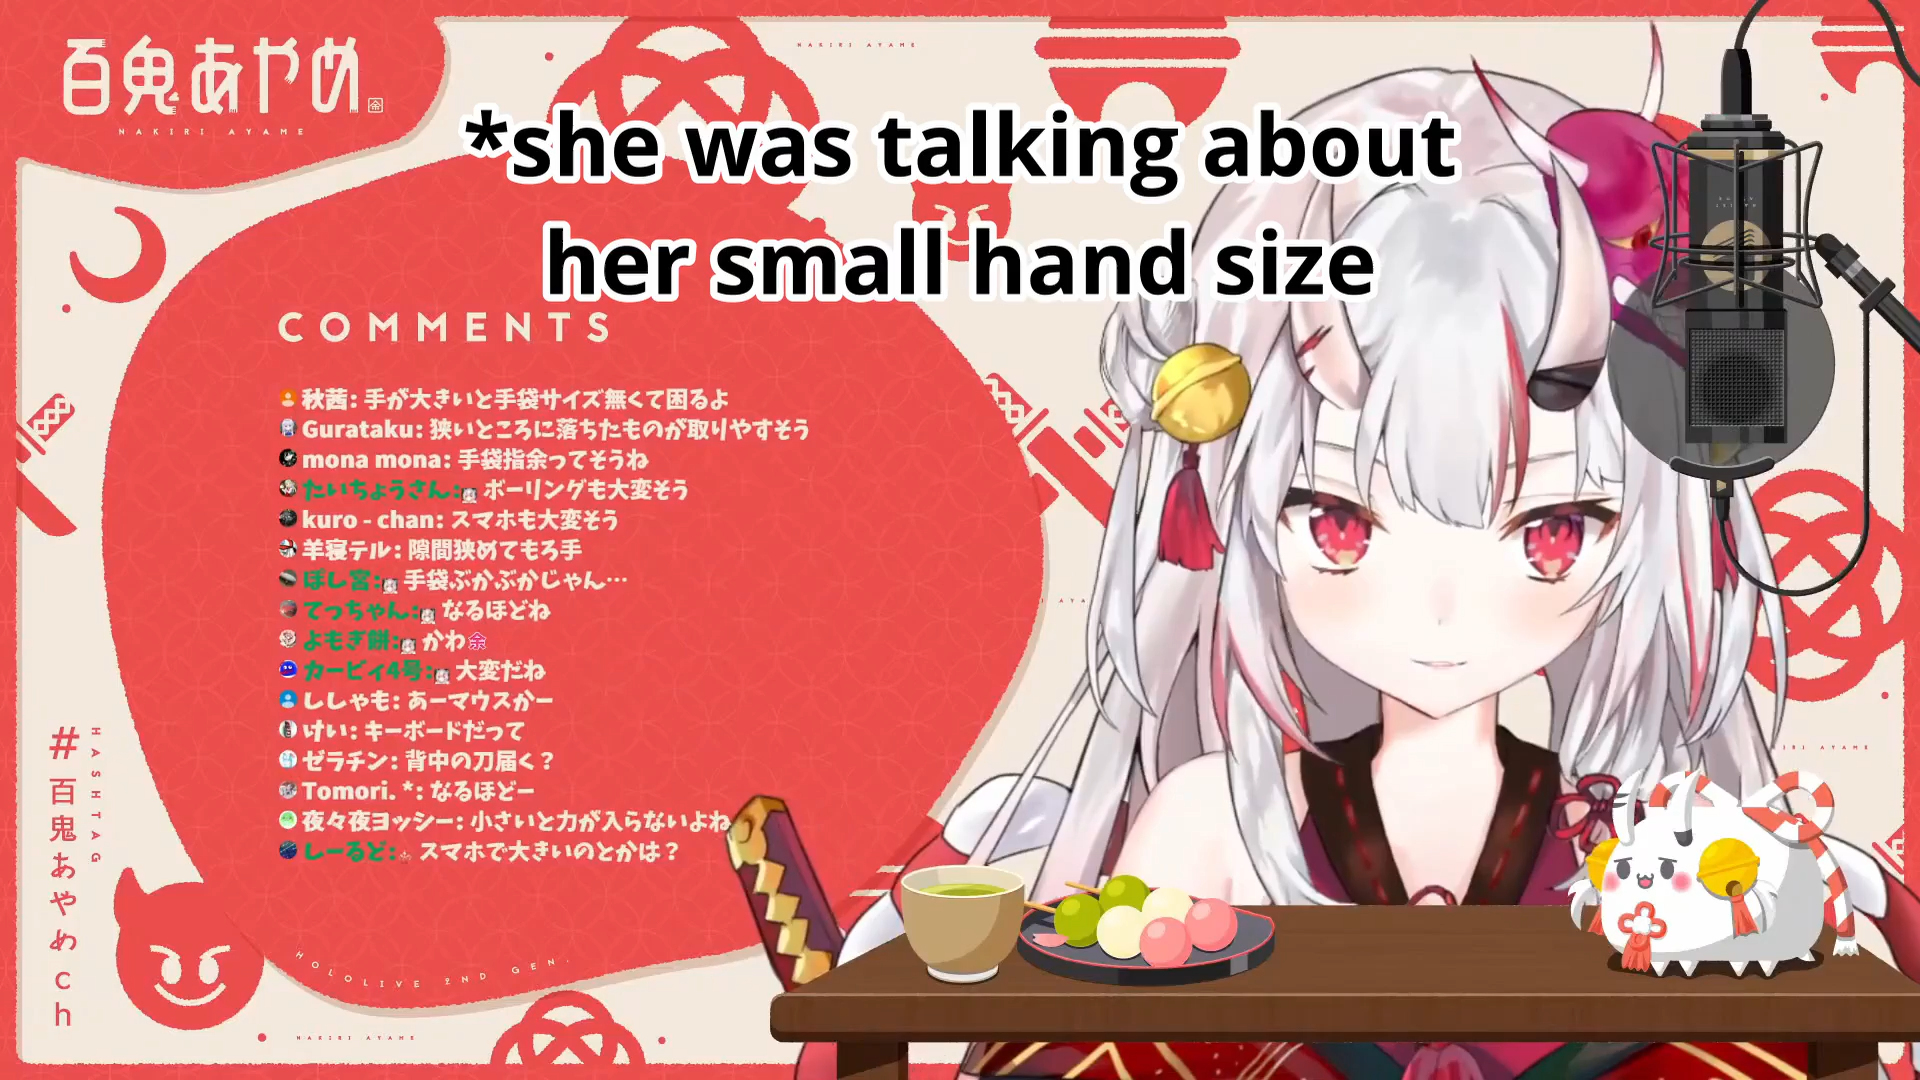 百鬼あやめ
NAKIRI AYAME
NAKIRI AYAME
*she was talking about
her small hand size
COMMENTS
秋茜: 手が大きいと手袋サイズ無くて困るよ
Gurataku: 狭いところに落ちたものが取りやすそう
mona mona: 手袋指余ってそうね
たいちょうさん: ボーリングも大変そう
kuro - chan: スマホも大変そう
羊寝テル: 隙間狭めてもろ手
ぽし宮: 手袋ぶかぶかじゃん…
てっちゃん: なるほどね
よもぎ餅: かわ余
カービィ4号: 大変だね
ししゃも: あーマウスかー
けい: キーボードだって
ゼラチン: 背中の刀届く？
Tomori. *: なるほどー
夜々夜ヨッシー: 小さいと力が入らないよね
しーるど: スマホで大きいのとかは？
HASHTAG
#百鬼あやめch
HOLOLIVE 2ND GEN.
NAKIRI AYAME